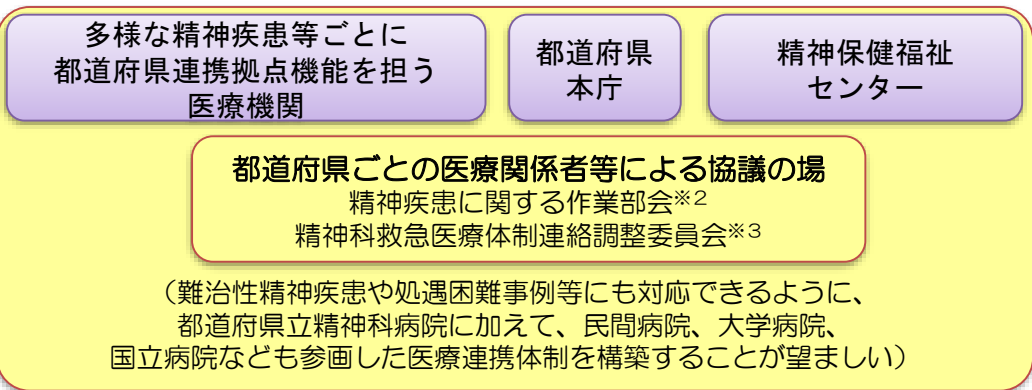 多様な精神疾患等ごとに
都道府県連携拠点機能を担う
医療機関
都道府県
本庁
精神保健福祉
センター
都道府県ごとの医療関係者等による協議の場
精神疾患に関する作業部会※2
精神科救急医療体制連絡調整委員会※3
（難治性精神疾患や処遇困難事例等にも対応できるように、
都道府県立精神科病院に加えて、民間病院、大学病院、
国立病院なども参画した医療連携体制を構築することが望ましい）